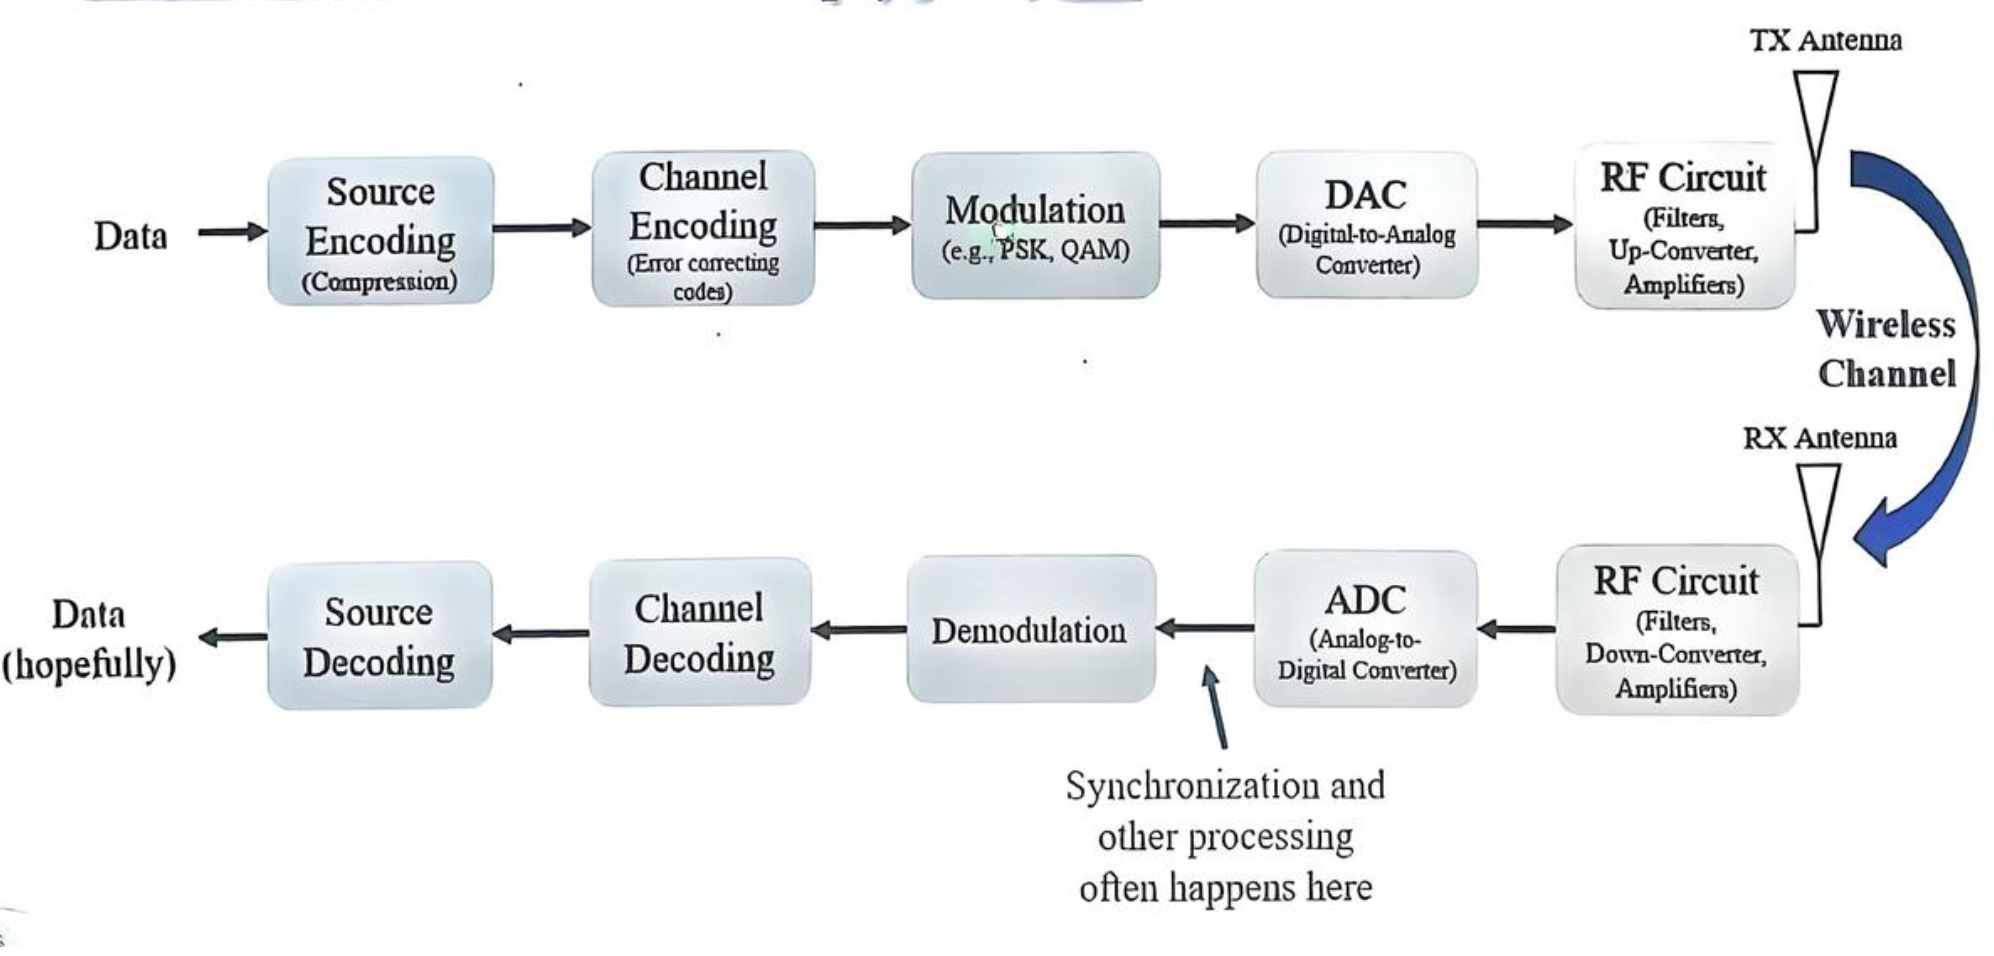 TX Antenna
Data
Source
Encoding
(Compression)
Channel
Encoding
(Error correcting
codes)
Modulation
(e.g., PSK, QAM)
DAC
(Digital-to-Analog
Converter)
RF Circuit
(Filters,
Up-Converter,
Amplifiers)
Wireless
Channel
RX Antenna
Data
(hopefully)
Source
Decoding
Channel
Decoding
Demodulation
ADC
(Analog-to-
Digital Converter)
RF Circuit
(Filters,
Down-Converter,
Amplifiers)
Synchronization and
other processing
often happens here